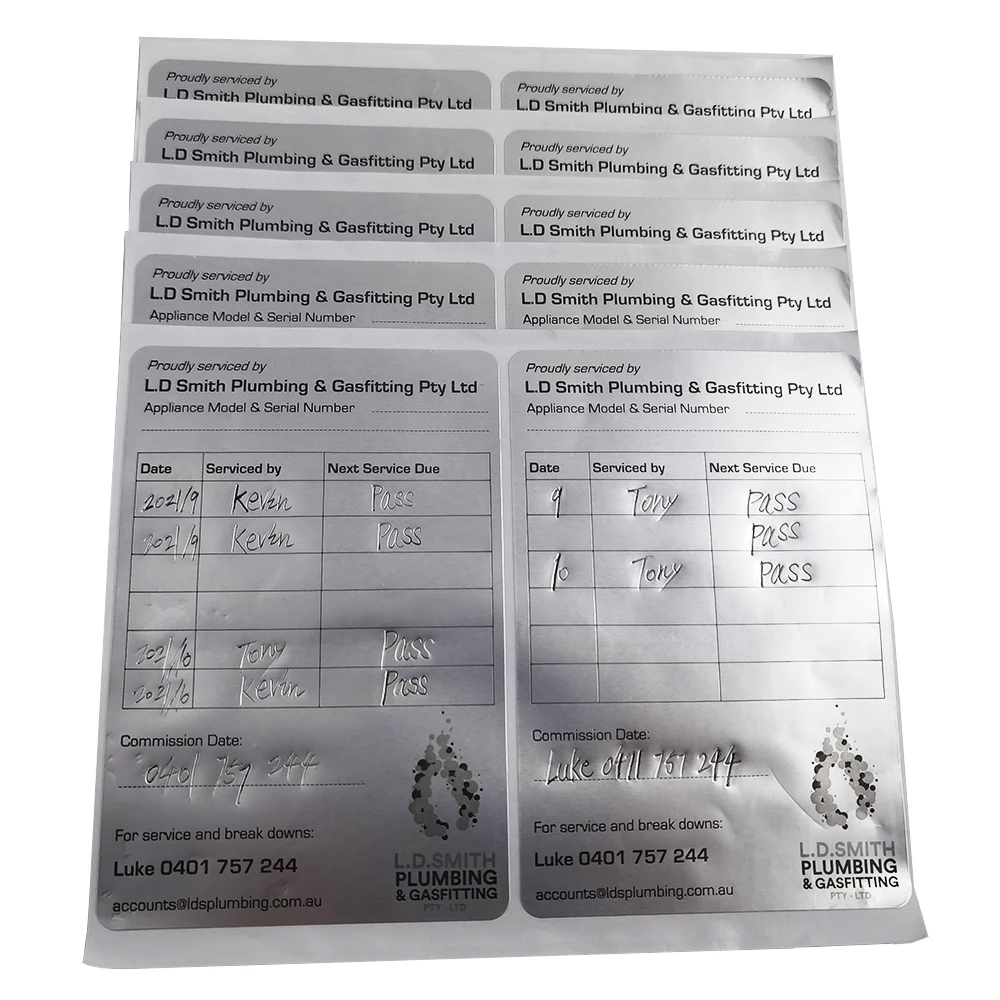 Proudly serviced by
L.D Smith Plumbing & Gasfitting Pty Ltd
Proudly serviced by
L.D Smith Plumbing & Gasfitting Pty Ltd
Proudly serviced by
L.D Smith Plumbing & Gasfitting Pty Ltd
Proudly serviced by
L.D Smith Plumbing & Gasfitting Pty Ltd
Proudly serviced by
L.D Smith Plumbing & Gasfitting Pty Ltd
Proudly serviced by
L.D Smith Plumbing & Gasfitting Pty Ltd
Proudly serviced by
L.D Smith Plumbing & Gasfitting Pty Ltd
Appliance Model & Serial Number
Proudly serviced by
L.D Smith Plumbing & Gasfitting Pty Ltd
Appliance Model & Serial Number
Proudly serviced by
L.D Smith Plumbing & Gasfitting Pty Ltd
Appliance Model & Serial Number
Date Serviced by Next Service Due
2021/9 Kevin Pass
2021/9 Kevin Pass
2021/10 Tony Pass
2021/10 Kevin Pass
Commission Date:
0401 757 244
For service and break downs:
Luke 0401 757 244
accounts@ldsplumbing.com.au
L.D.SMITH
PLUMBING
& GASFITTING
PTY - LTD
Proudly serviced by
L.D Smith Plumbing & Gasfitting Pty Ltd
Appliance Model & Serial Number
Date Serviced by Next Service Due
9 Tony Pass
Pass
10 Tony Pass
Commission Date:
Luke 0411 757 244
For service and break downs:
Luke 0401 757 244
accounts@ldsplumbing.com.au
L.D.SMITH
PLUMBING
& GASFITTING
PTY - LTD